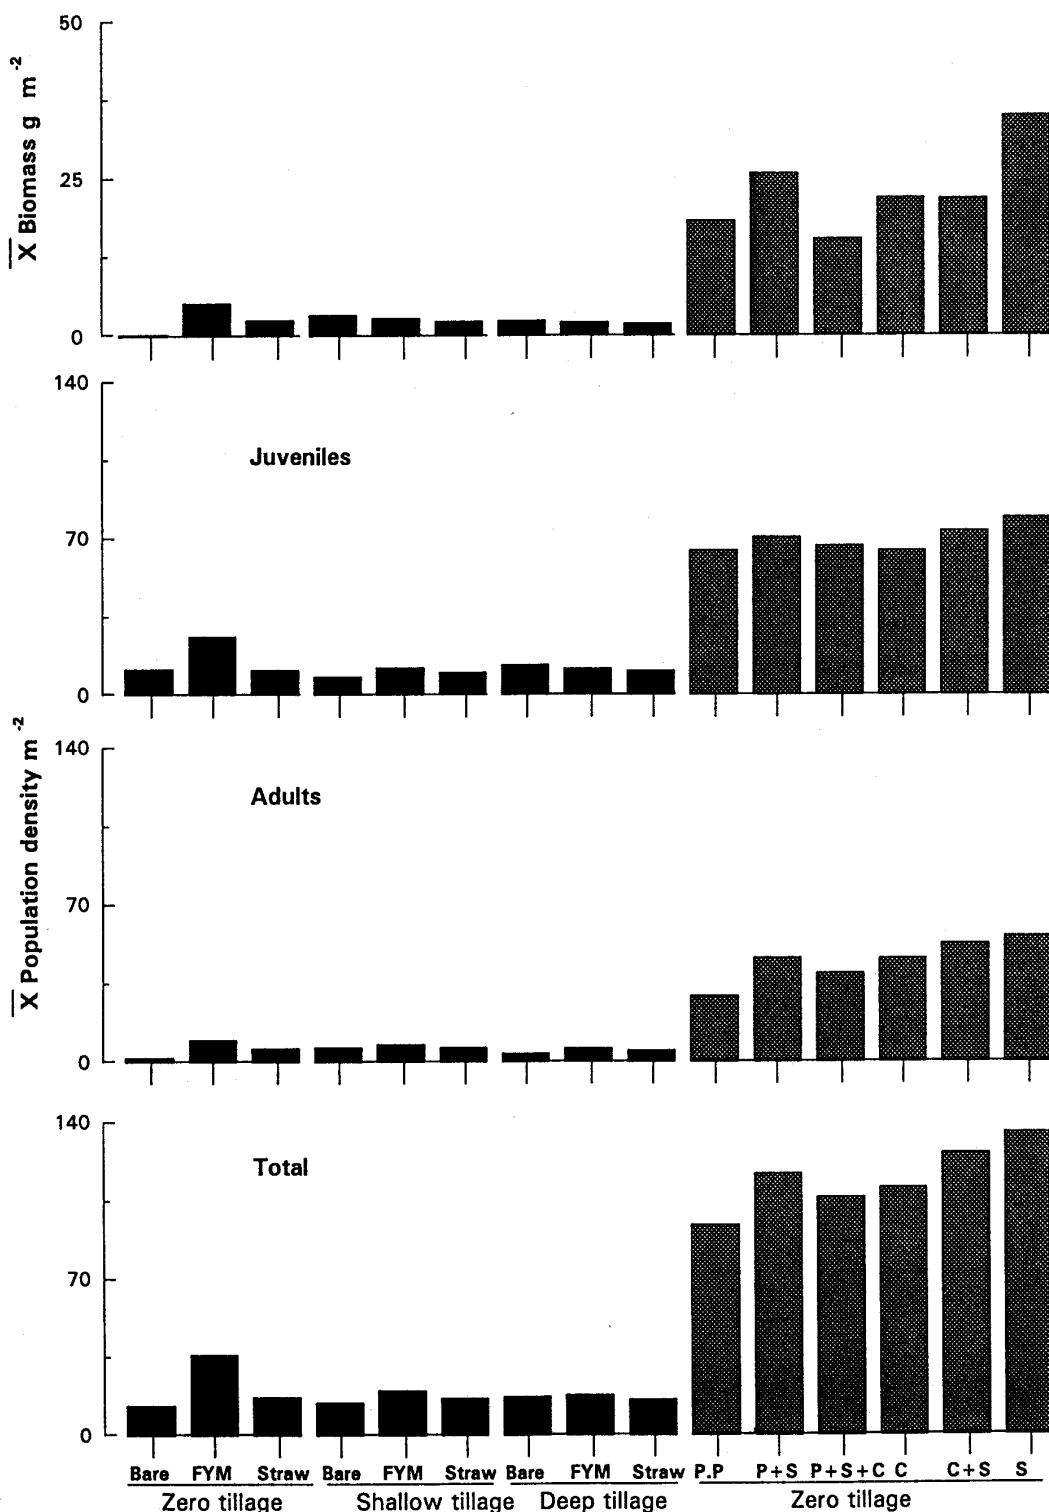 50
X Biomass g m-2
25
0
140
Juveniles
70
0
X Population density m-2
140
Adults
70
0
140
Total
70
0
Bare FYM Straw Bare FYM Straw Bare FYM Straw P.P P+S P+S+C C C+S S
Zero tillage Shallow tillage Deep tillage Zero tillage